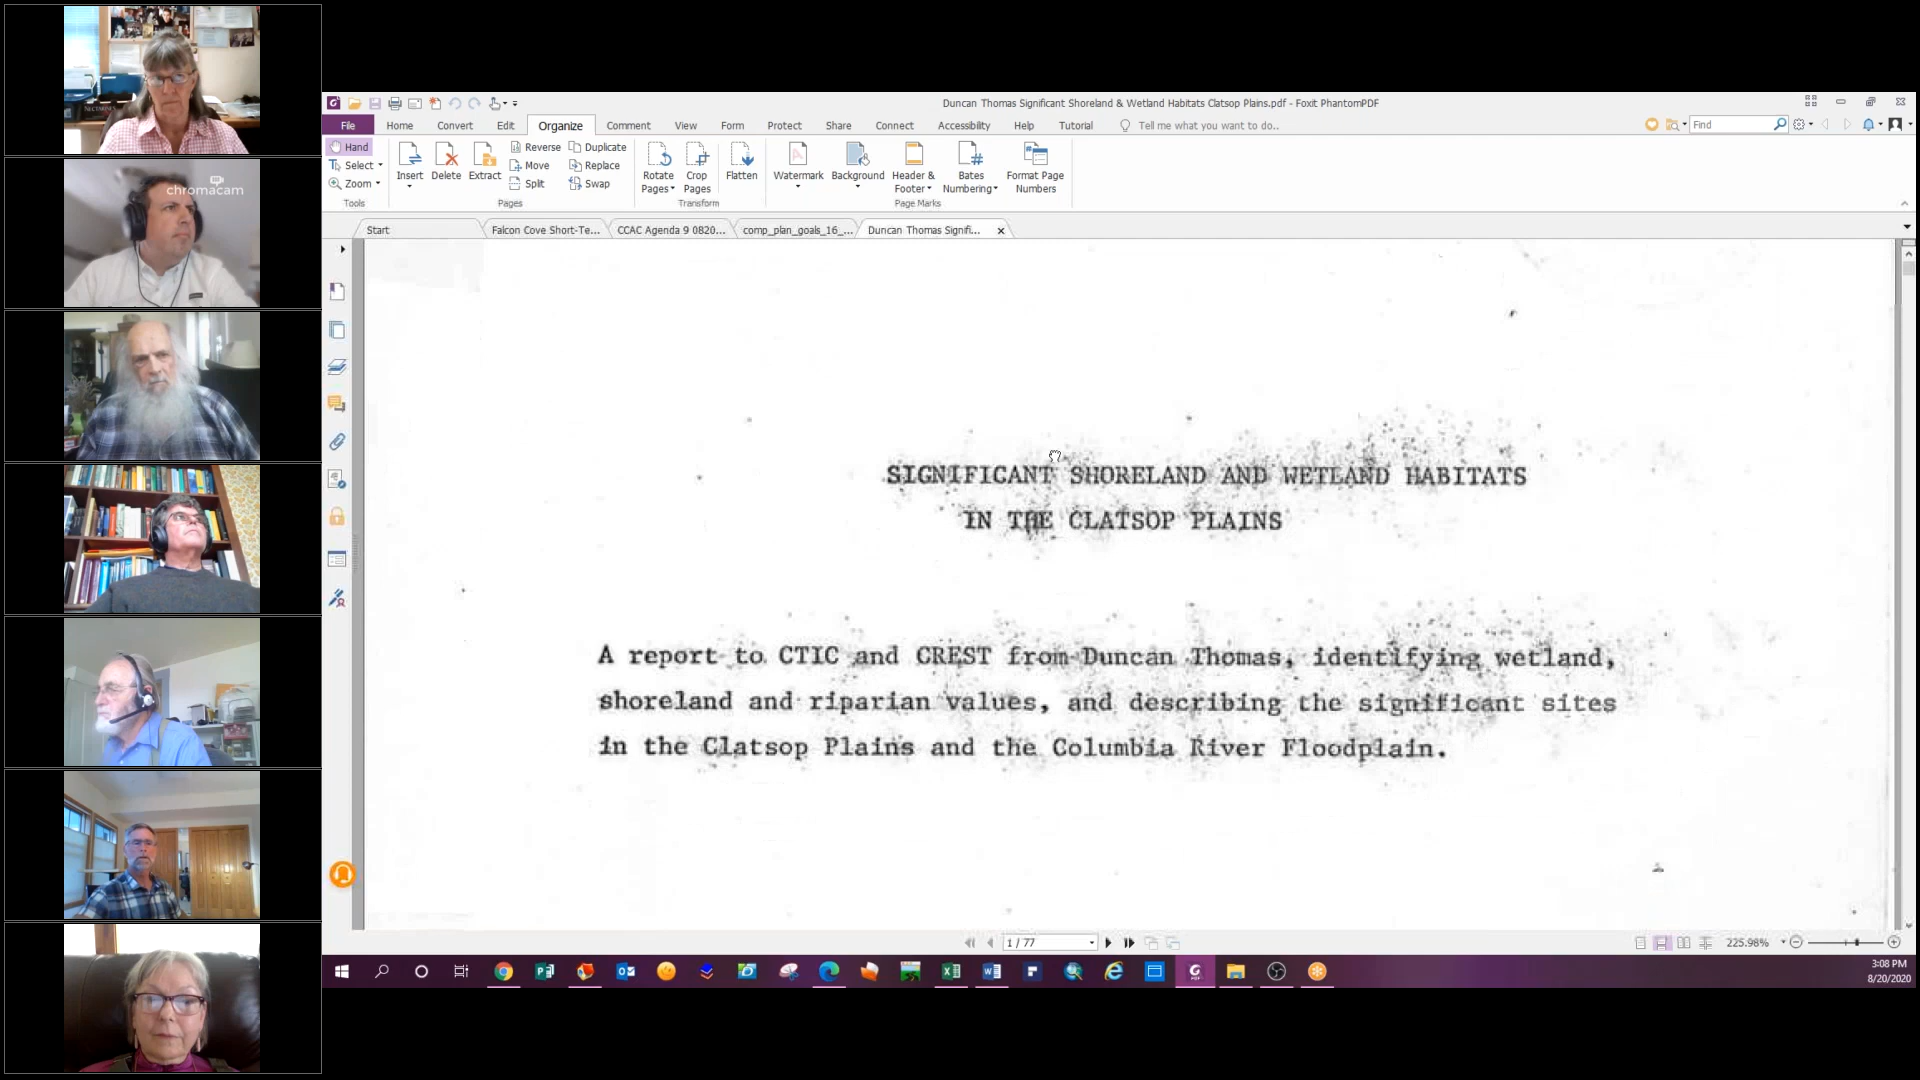 chromacam
Duncan Thomas Significant Shoreland & Wetland Habitats Clatsop Plains.pdf - Foxit PhantomPDF
File Home Convert Edit Organize Comment View Form Protect Share Connect Accessibility Help Tutorial Tell me what you want to do.. Find
Hand
Select
Zoom
Tools
Insert Delete Extract
Reverse Duplicate
Move Replace
Split Swap
Pages
Rotate Pages Crop Pages Flatten
Transform
Watermark Background Header & Footer Bates Numbering Format Page Numbers
Page Marks
Start Falcon Cove Short-Te... CCAC Agenda 9 0820... comp_plan_goals_16_... Duncan Thomas Signifi...
SIGNIFICANT SHORELAND AND WETLAND HABITATS
IN THE CLATSOP PLAINS
A report to CTIC and CREST from Duncan Thomas, identifying wetland,
shoreland and riparian values, and describing the significant sites
in the Clatsop Plains and the Columbia River Floodplain.
1 / 77
225.98%
3:08 PM
8/20/2020